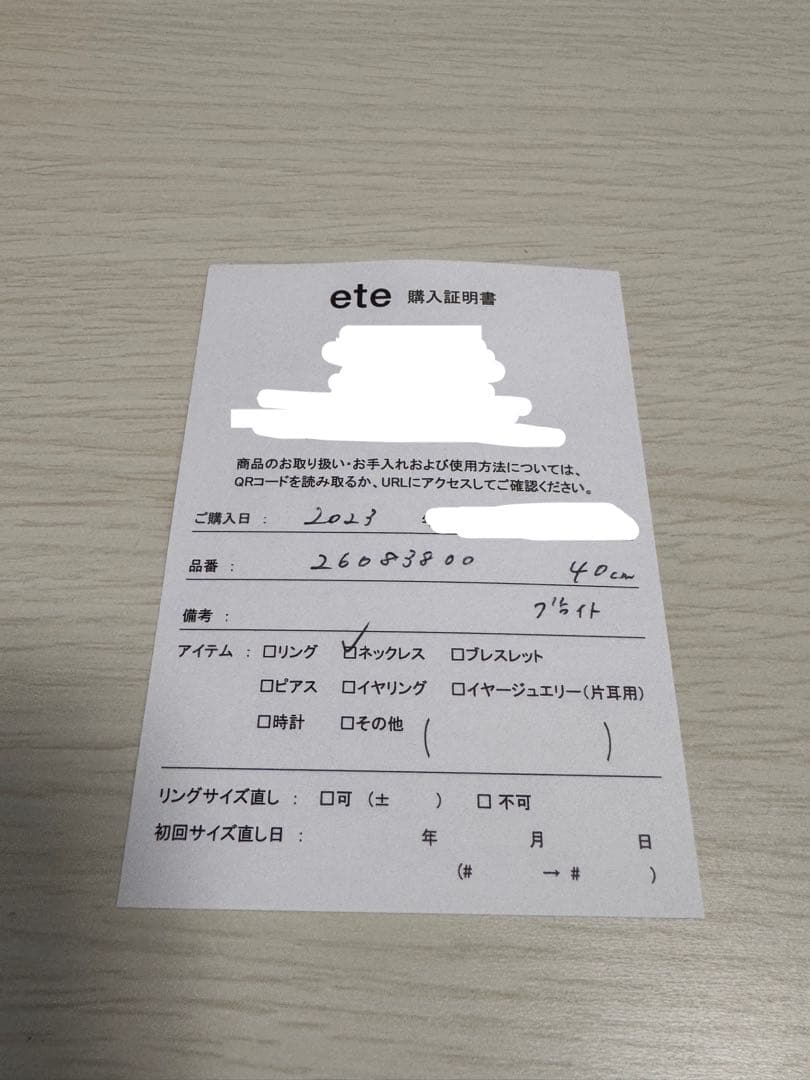 ete 購入証明書
商品のお取り扱い・お手入れおよび使用方法については、
QRコードを読み取るか、URLにアクセスしてご確認ください。
ご購入日 : 2023
品番 : 26083800 40cm
備考 : ブライト
アイテム : □リング ☑ネックレス □ブレスレット
□ピアス □イヤリング □イヤージュエリー(片耳用)
□時計 □その他 ( )
リングサイズ直し : □可 (± ) □ 不可
初回サイズ直し日 : 年 月 日
(# → # )